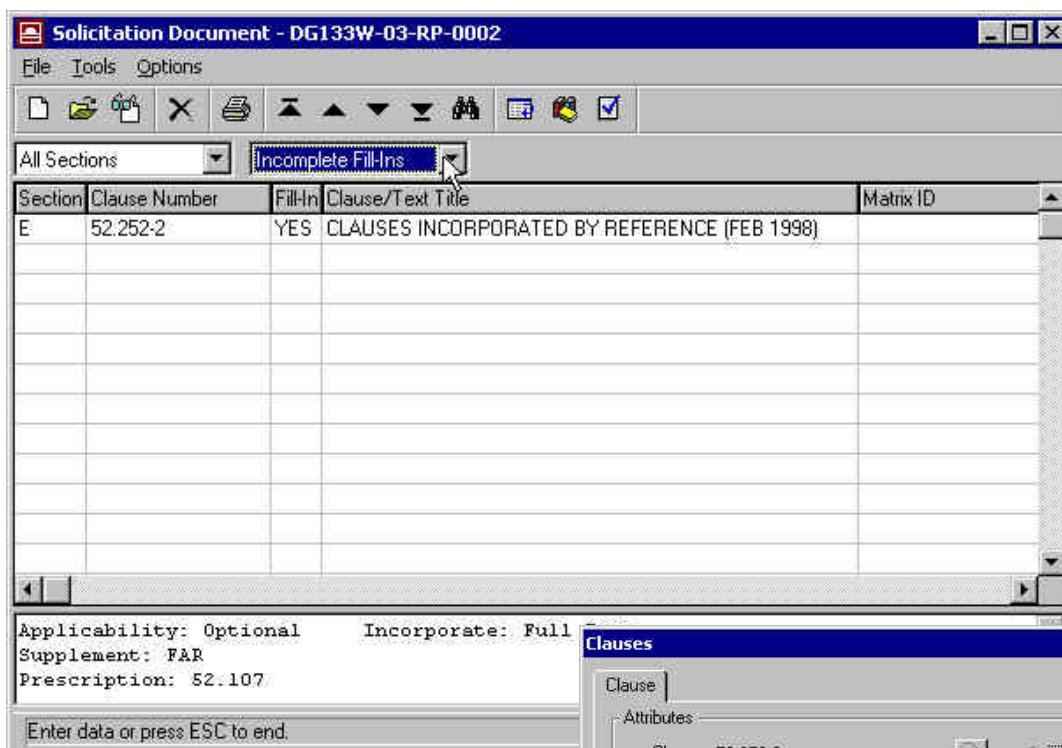 Solicitation Document - DG133W-03-RP-0002
File Tools Options
All Sections Incomplete Fill-Ins
Section Clause Number Fill-In Clause/Text Title Matrix ID
E 52.252-2 YES CLAUSES INCORPORATED BY REFERENCE (FEB 1998)
Applicability: Optional Incorporate: Full
Supplement: FAR
Prescription: 52.107
Clauses
Clause
Attributes
Enter data or press ESC to end.